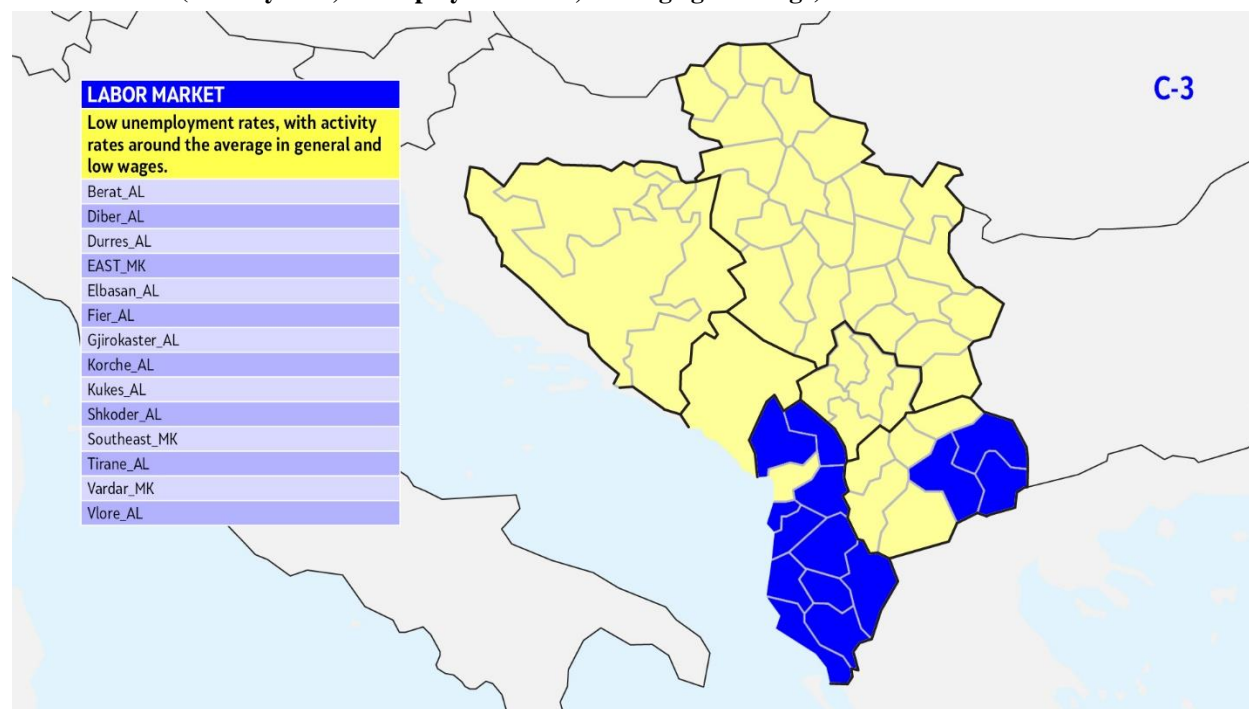 LABOR MARKET
Low unemployment rates, with activity
rates around the average in general and
low wages.
Berat_AL
Diber_AL
Durres_AL
EAST_MK
Elbasan_AL
Fier_AL
Gjirokaster_AL
Korche_AL
Kukes_AL
Shkoder_AL
Southeast_MK
Tirane_AL
Vardar_MK
Vlore_AL
C-3